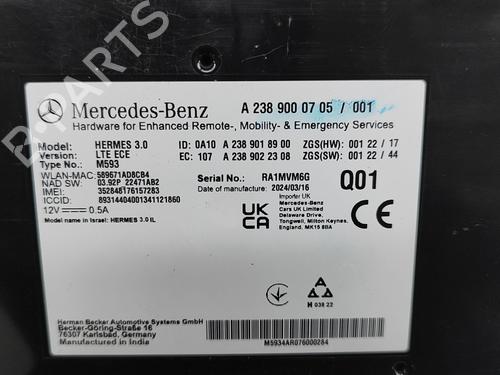 B-PARTS
Mercedes-Benz A 238 900 07 05 / 001
Hardware for Enhanced Remote-, Mobility- & Emergency Services
Model: HERMES 3.0 ID: 0A10 A 238 901 89 00 ZGS(HW): 001 22 / 17
Version: LTE ECE EC: 107 A 238 902 23 08 ZGS(SW): 001 22 / 44
Type No: M593
WLAN-MAC: 589671AD8CB4 Serial No.: RA1MVM6G
NAD SW: 03.92P 22471AB2 2024/03/16 Q01
IMEI: 352848176157283
ICCID: 89314404001341121860
12V ⎓ 0.5A
Model name in Israel: HERMES 3.0 IL
UK
CA
Importer UK
Mercedes-Benz
Cars UK Limited
Delaware Drive,
Tongwell, Milton Keynes,
England, MK15 8BA
CE
H 038 22
Herman Becker Automotive Systems GmbH
Becker-Göring-Straße 16
76307 Karlsbad, Germany
Manufactured in India
M5934AR076000284